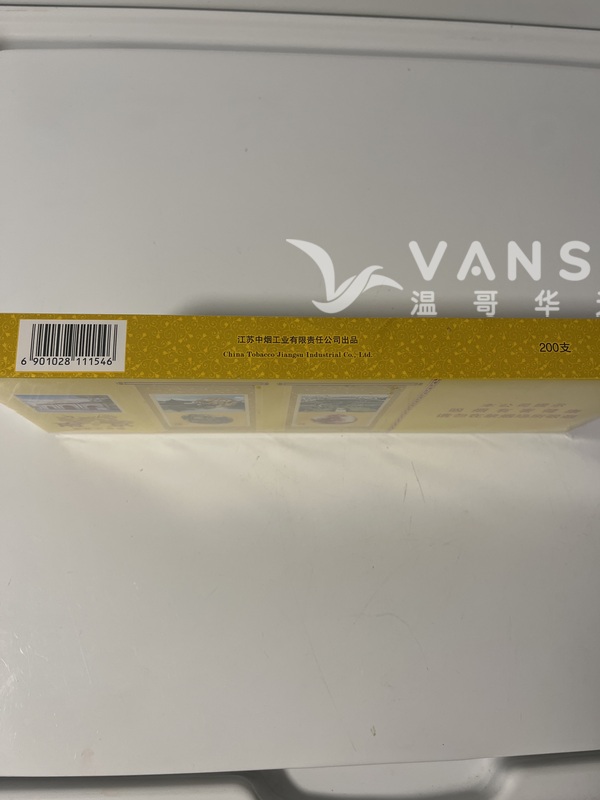 VANS
温哥华
江苏中烟工业有限责任公司出品
China Tobacco Jiangsu Industrial Co., Ltd.
200支
6 901028 111546